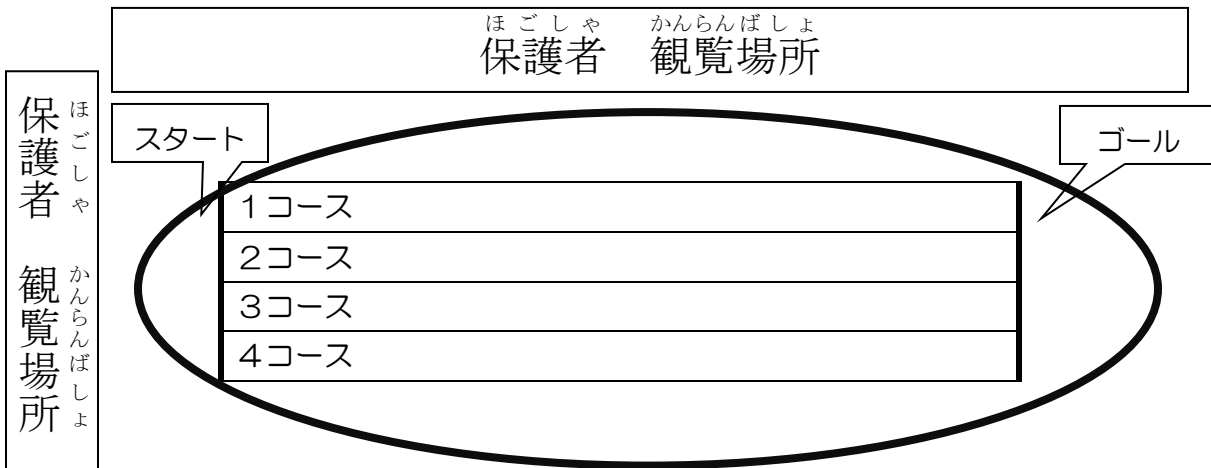 ほごしゃ　かんらんばしょ
保護者　観覧場所
保護者　観覧場所
ほごしゃ　かんらんばしょ
スタート
ゴール
１コース
２コース
３コース
４コース